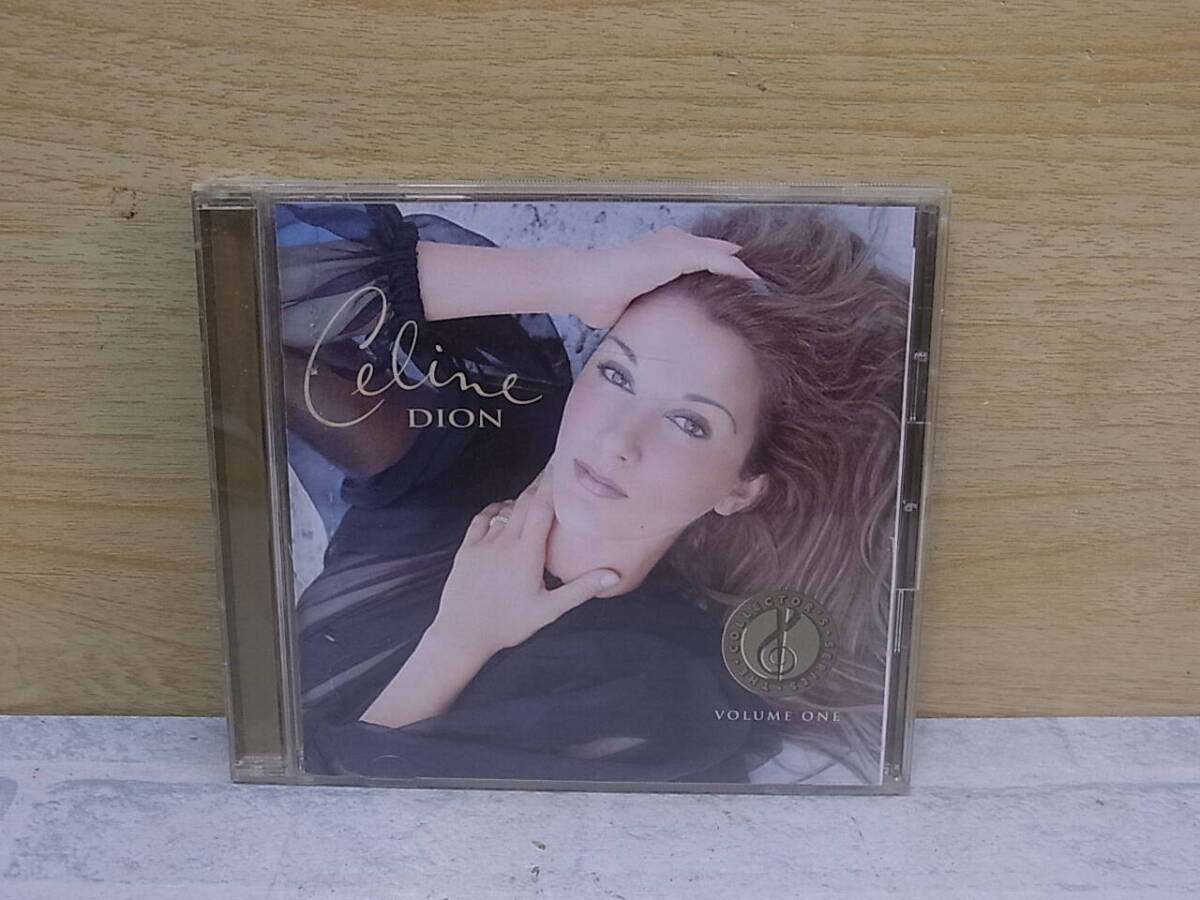 Celine
DION
THE · COLLECTOR'S · SERIES ·
VOLUME ONE